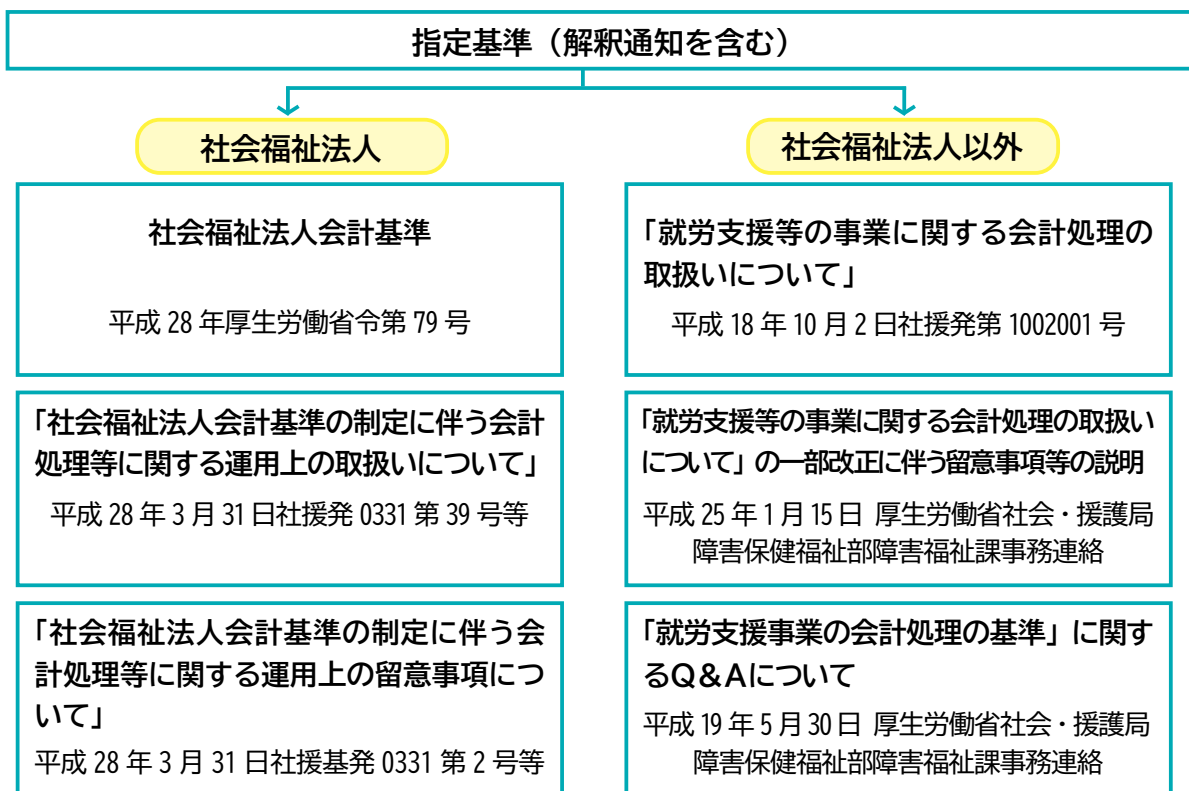 指定基準（解釈通知を含む）
社会福祉法人
社会福祉法人会計基準
平成 28 年厚生労働省令第 79 号
「社会福祉法人会計基準の制定に伴う会計
処理等に関する運用上の取扱いについて」
平成 28 年 3 月 31 日社援発 0331 第 39 号等
「社会福祉法人会計基準の制定に伴う会
計処理等に関する運用上の留意事項につ
いて」
平成 28 年 3 月 31 日社援基発 0331 第 2 号等
社会福祉法人以外
「就労支援等の事業に関する会計処理の
取扱いについて」
平成 18 年 10 月 2 日社援発第 1002001 号
「就労支援等の事業に関する会計処理の取扱い
について」の一部改正に伴う留意事項等の説明
平成 25 年 1 月 15 日 厚生労働省社会・援護局
障害保健福祉部障害福祉課事務連絡
「就労支援事業の会計処理の基準」に関す
るQ＆Aについて
平成 19 年 5 月 30 日 厚生労働省社会・援護局
障害保健福祉部障害福祉課事務連絡